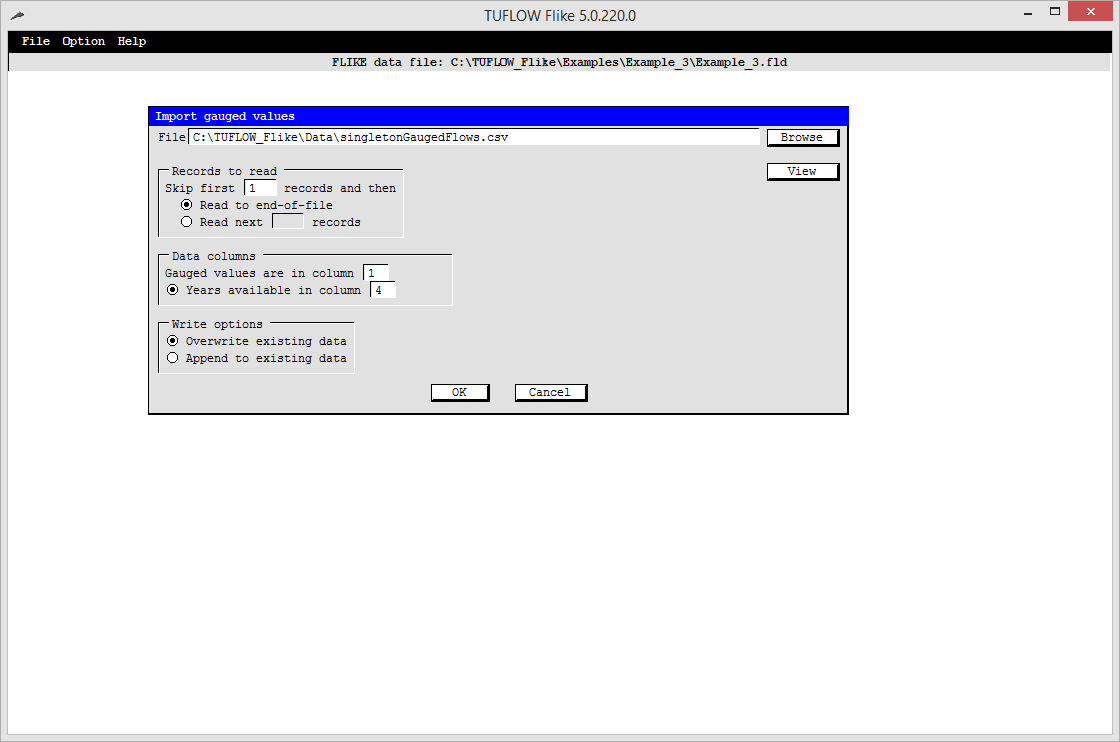 TUFLOW Flike 5.0.220.0
File Option Help
FLIKE data file: C:\TUFLOW_Flike\Examples\Example_3\Example_3.fld
Import gauged values
File C:\TUFLOW_Flike\Data\singletonGaugedFlows.csv Browse
View
Records to read
Skip first 1 records and then
Read to end-of-file
Read next records
Data columns
Gauged values are in column 1
Years available in column 4
Write options
Overwrite existing data
Append to existing data
OK Cancel